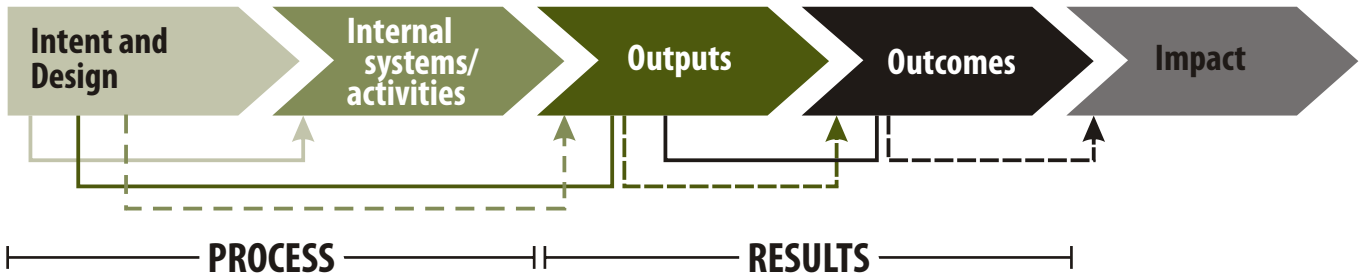 Intent and
Design
Internal
systems/
activities
Outputs
Outcomes
Impact
PROCESS
RESULTS